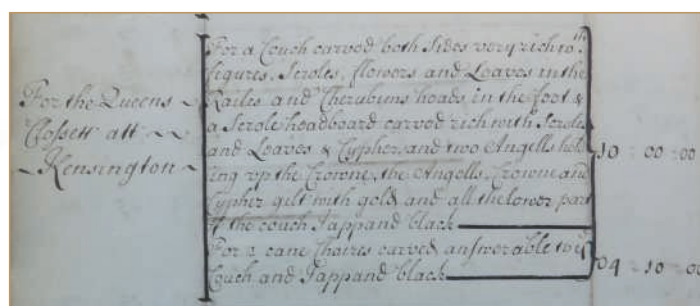 For the Queens
Clossett att
Kensington
For a Couch carved both Sides very rich wth
figures, Scroles, flowers and Leaves in the
Railes and Cherubims heads in the foot &
a Scrole headboard carved rich with Scroles
and Leaves & Cypher, and two Angells hold
ing up the Crowne, the Angells, Crowne and
Cypher gilt with gold and all the lower part
of the couch Jappand black
10 - 00 - 00
For 2 cane Chaires carved answerable to ye
Couch and Jappand black
04 - 10 - 00